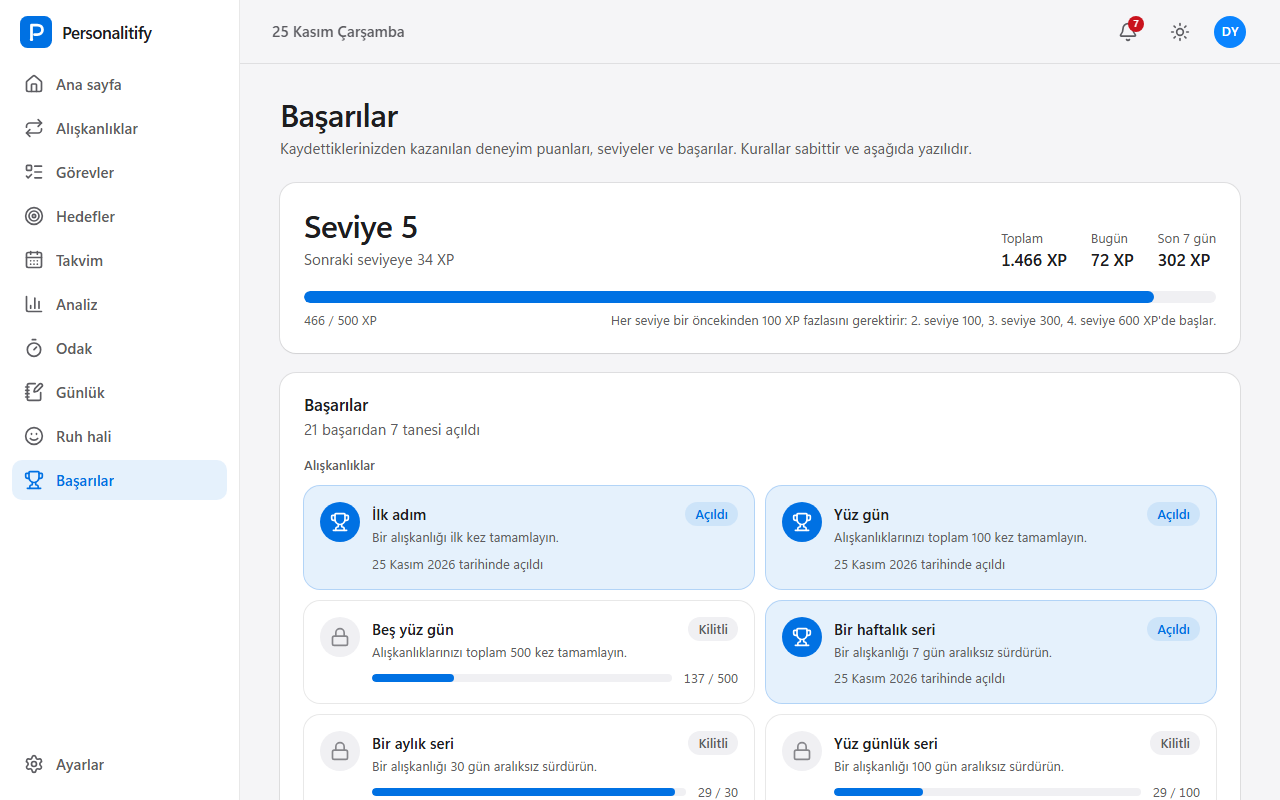 Personalitify
Ana sayfa
Alışkanlıklar
Görevler
Hedefler
Takvim
Analiz
Odak
Günlük
Ruh hali
Başarılar
Ayarlar
25 Kasım Çarşamba
7
DY
Başarılar
Kaydettiklerinizden kazanılan deneyim puanları, seviyeler ve başarılar. Kurallar sabittir ve aşağıda yazılıdır.
Seviye 5
Sonraki seviyeye 34 XP
Toplam
1.466 XP
Bugün
72 XP
Son 7 gün
302 XP
466 / 500 XP
Her seviye bir öncekinden 100 XP fazlasını gerektirir: 2. seviye 100, 3. seviye 300, 4. seviye 600 XP'de başlar.
Başarılar
21 başarıdan 7 tanesi açıldı
Alışkanlıklar
İlk adım
Açıldı
Bir alışkanlığı ilk kez tamamlayın.
25 Kasım 2026 tarihinde açıldı
Yüz gün
Açıldı
Alışkanlıklarınızı toplam 100 kez tamamlayın.
25 Kasım 2026 tarihinde açıldı
Beş yüz gün
Kilitli
Alışkanlıklarınızı toplam 500 kez tamamlayın.
137 / 500
Bir haftalık seri
Açıldı
Bir alışkanlığı 7 gün aralıksız sürdürün.
25 Kasım 2026 tarihinde açıldı
Bir aylık seri
Kilitli
Bir alışkanlığı 30 gün aralıksız sürdürün.
29 / 30
Yüz günlük seri
Kilitli
Bir alışkanlığı 100 gün aralıksız sürdürün.
29 / 100